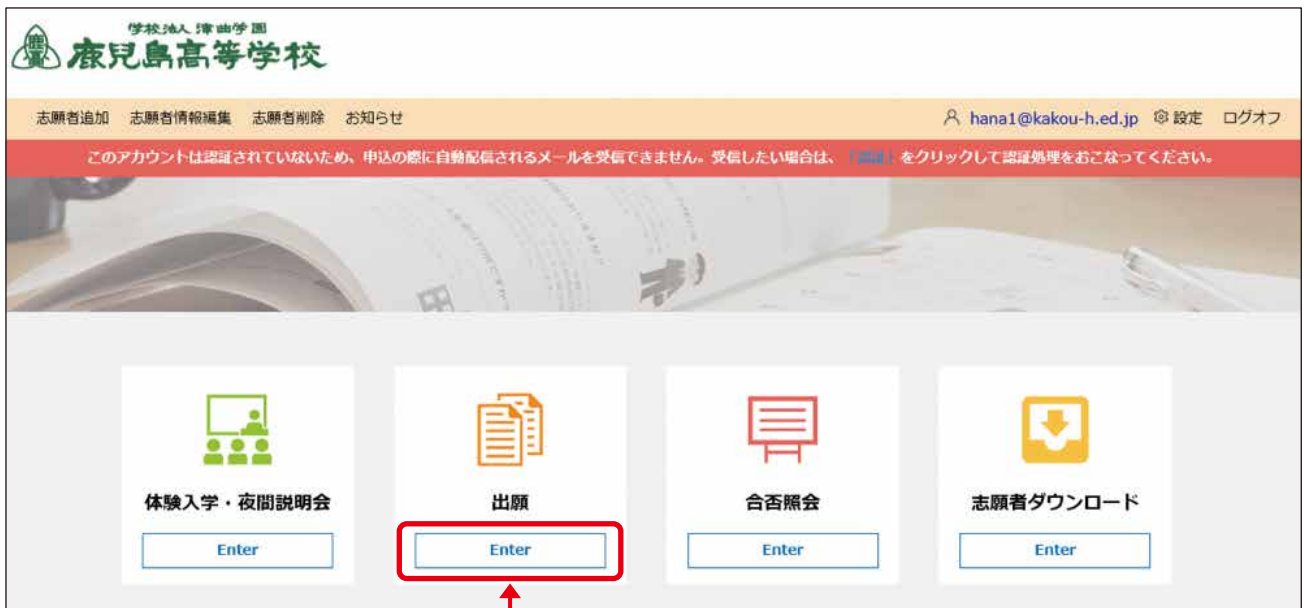 学校法人 津曲学園
鹿児島高等学校
志願者追加 志願者情報編集 志願者削除 お知らせ
hana1@kakou-h.ed.jp 設定 ログオフ
このアカウントは認証されていないため、申込の際に自動配信されるメールを受信できません。受信したい場合は、「認証」をクリックして認証処理をおこなってください。
体験入学・夜間説明会
出願
合否照会
志願者ダウンロード
Enter
Enter
Enter
Enter